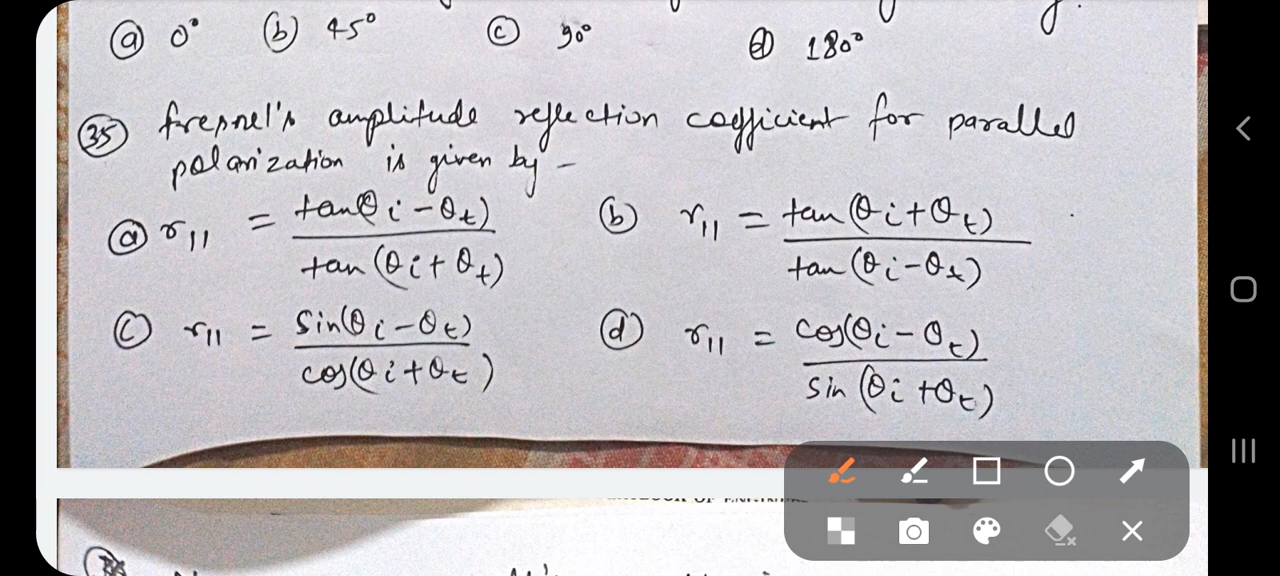 ⓐ 0° ⓑ 45° ⓒ 90° ⓓ 180°
㉟ fresnel's amplitude reflection coefficient for parallel
polarization is given by –
ⓐ r|| = tan(θi – θt) / tan(θi + θt) ⓑ r|| = tan(θi + θt) / tan(θi – θt)
ⓒ r|| = sin(θi – θt) / cos(θi + θt) ⓓ r|| = cos(θi – θt) / sin(θi + θt)